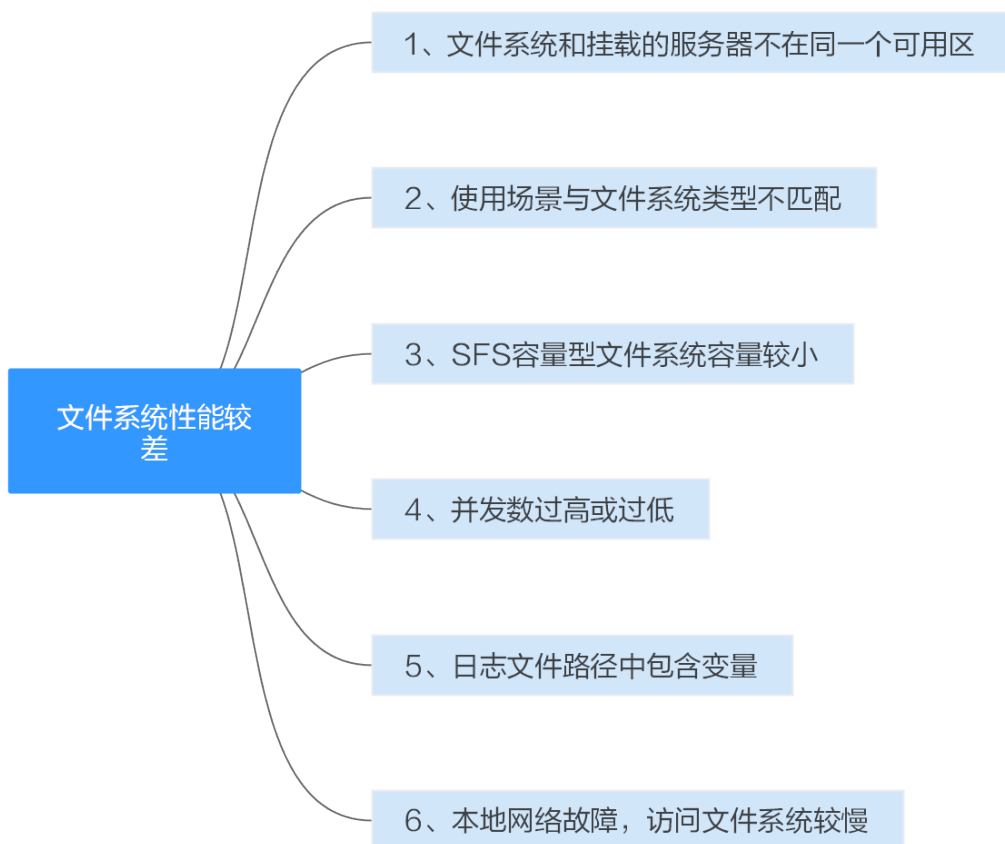 1、文件系统和挂载的服务器不在同一个可用区
2、使用场景与文件系统类型不匹配
3、SFS容量型文件系统容量较小
文件系统性能较
差
4、并发数过高或过低
5、日志文件路径中包含变量
6、本地网络故障，访问文件系统较慢